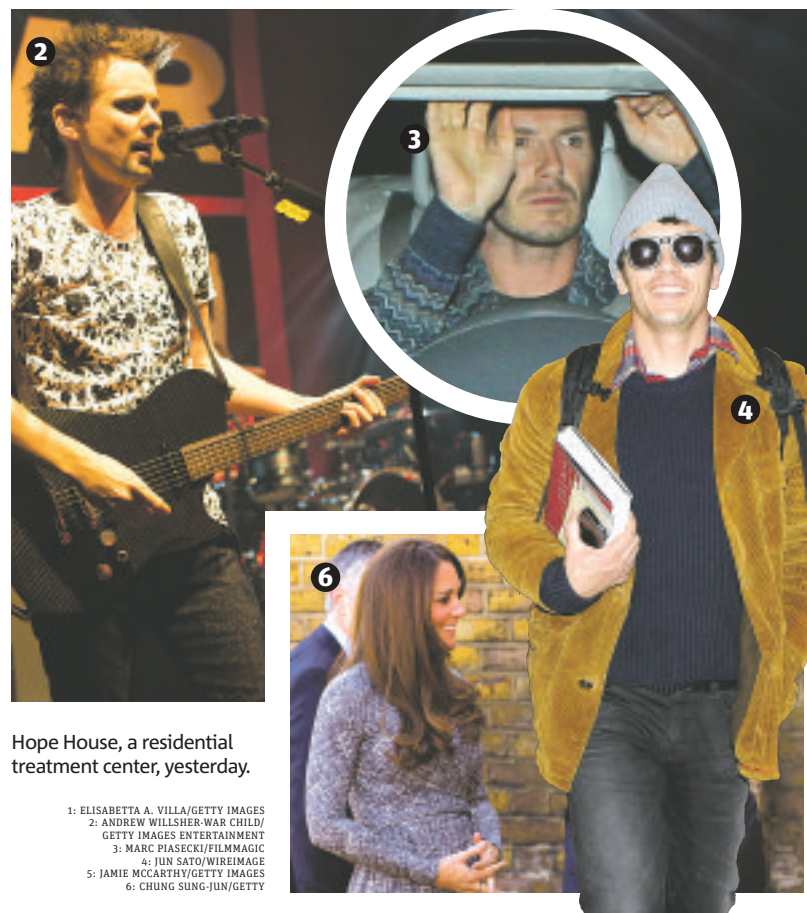 2
3
4
6
Hope House, a residential
treatment center, yesterday.
1: ELISABETTA A. VILLA/GETTY IMAGES
2: ANDREW WILLSHER-WAR CHILD/
GETTY IMAGES ENTERTAINMENT
3: MARC PIASECKI/FILMMAGIC
4: JUN SATO/WIREIMAGE
5: JAMIE MCCARTHY/GETTY IMAGES
6: CHUNG SUNG-JUN/GETTY